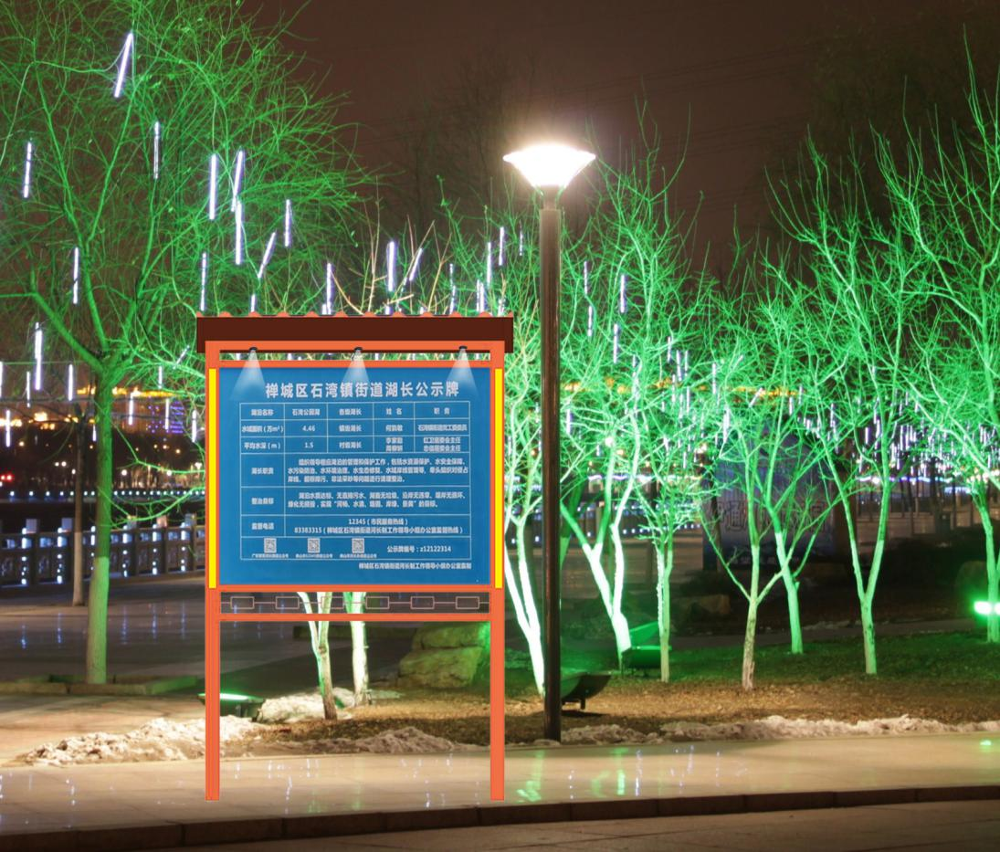 禅城区石湾镇街道湖长公示牌
湖泊名称 石湾公园湖 各级湖长 姓 名 职 务
水域面积（万m²） 4.46 镇级湖长 何韵敏 石湾镇街道党工委委员
平均水深（m） 1.5 村级湖长 李家聪 红卫居委会主任
周柳娇 忠信居委会主任
湖长职责 组织领导相应湖泊的管理和保护工作，包括水资源保护、水安全保障、
水污染防治、水环境治理、水生态修复、水域岸线管理等，牵头组织对侵占
岸线、超标排污、非法采砂等问题进行清理整治。
整治目标 湖泊水质达标、无直排污水、湖面无垃圾、沿岸无违章、堤岸无损坏、
绿化无损毁，实现“河畅、水清、堤固、岸绿、景美”的目标。
监督电话 12345（市民服务热线）
83383315（禅城区石湾镇街道河长制工作领导小组办公室监督热线）
公示牌编号：z12122314
禅城区石湾镇街道河长制工作领导小组办公室监制